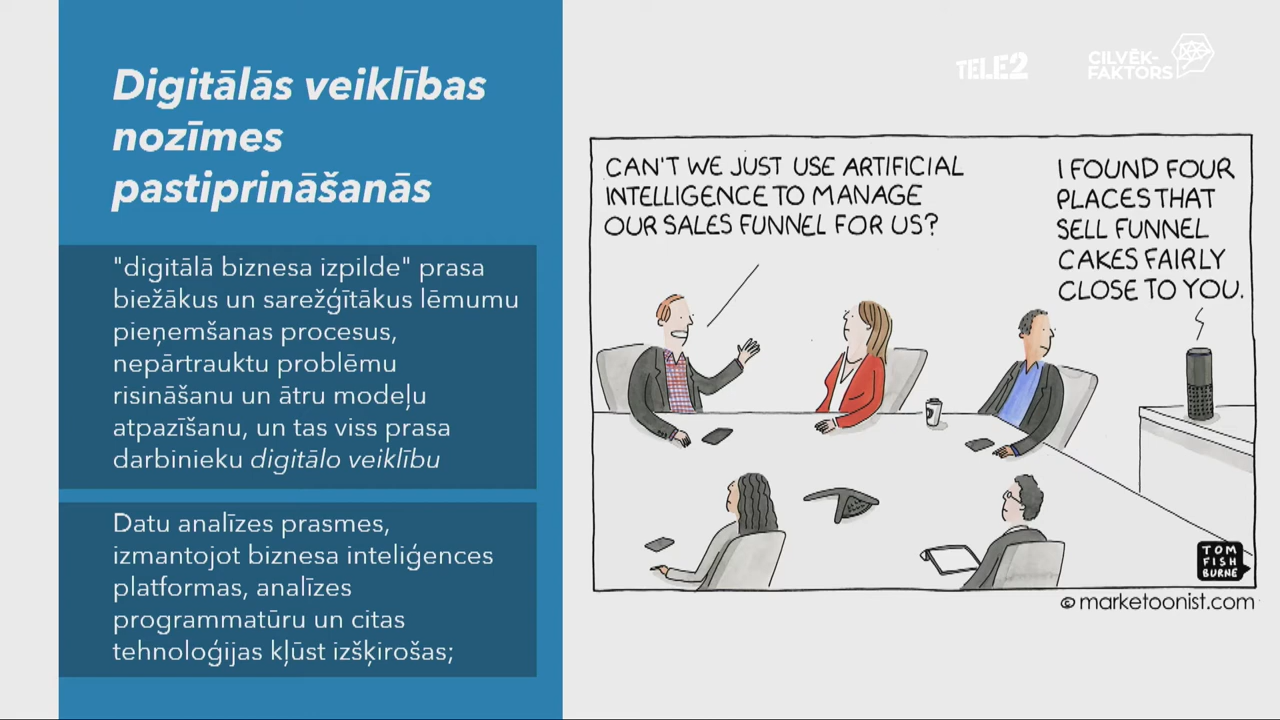 Digitālās veiklības
nozīmes
pastiprināšanās
"digitālā biznesa izpilde" prasa
biežākus un sarežģītākus lēmumu
pieņemšanas procesus,
nepārtrauktu problēmu
risināšanu un ātru modeļu
atpazīšanu, un tas viss prasa
darbinieku digitālo veiklību
Datu analīzes prasmes,
izmantojot biznesa inteliģences
platformas, analīzes
programmatūru un citas
tehnoloģijas kļūst izšķirošas;
TELE2
CILVĒK-
FAKTORS
CAN'T WE JUST USE ARTIFICIAL
INTELLIGENCE TO MANAGE
OUR SALES FUNNEL FOR US?
I FOUND FOUR
PLACES THAT
SELL FUNNEL
CAKES FAIRLY
CLOSE TO YOU.
TOM
FISH
BURNE
© marketoonist.com